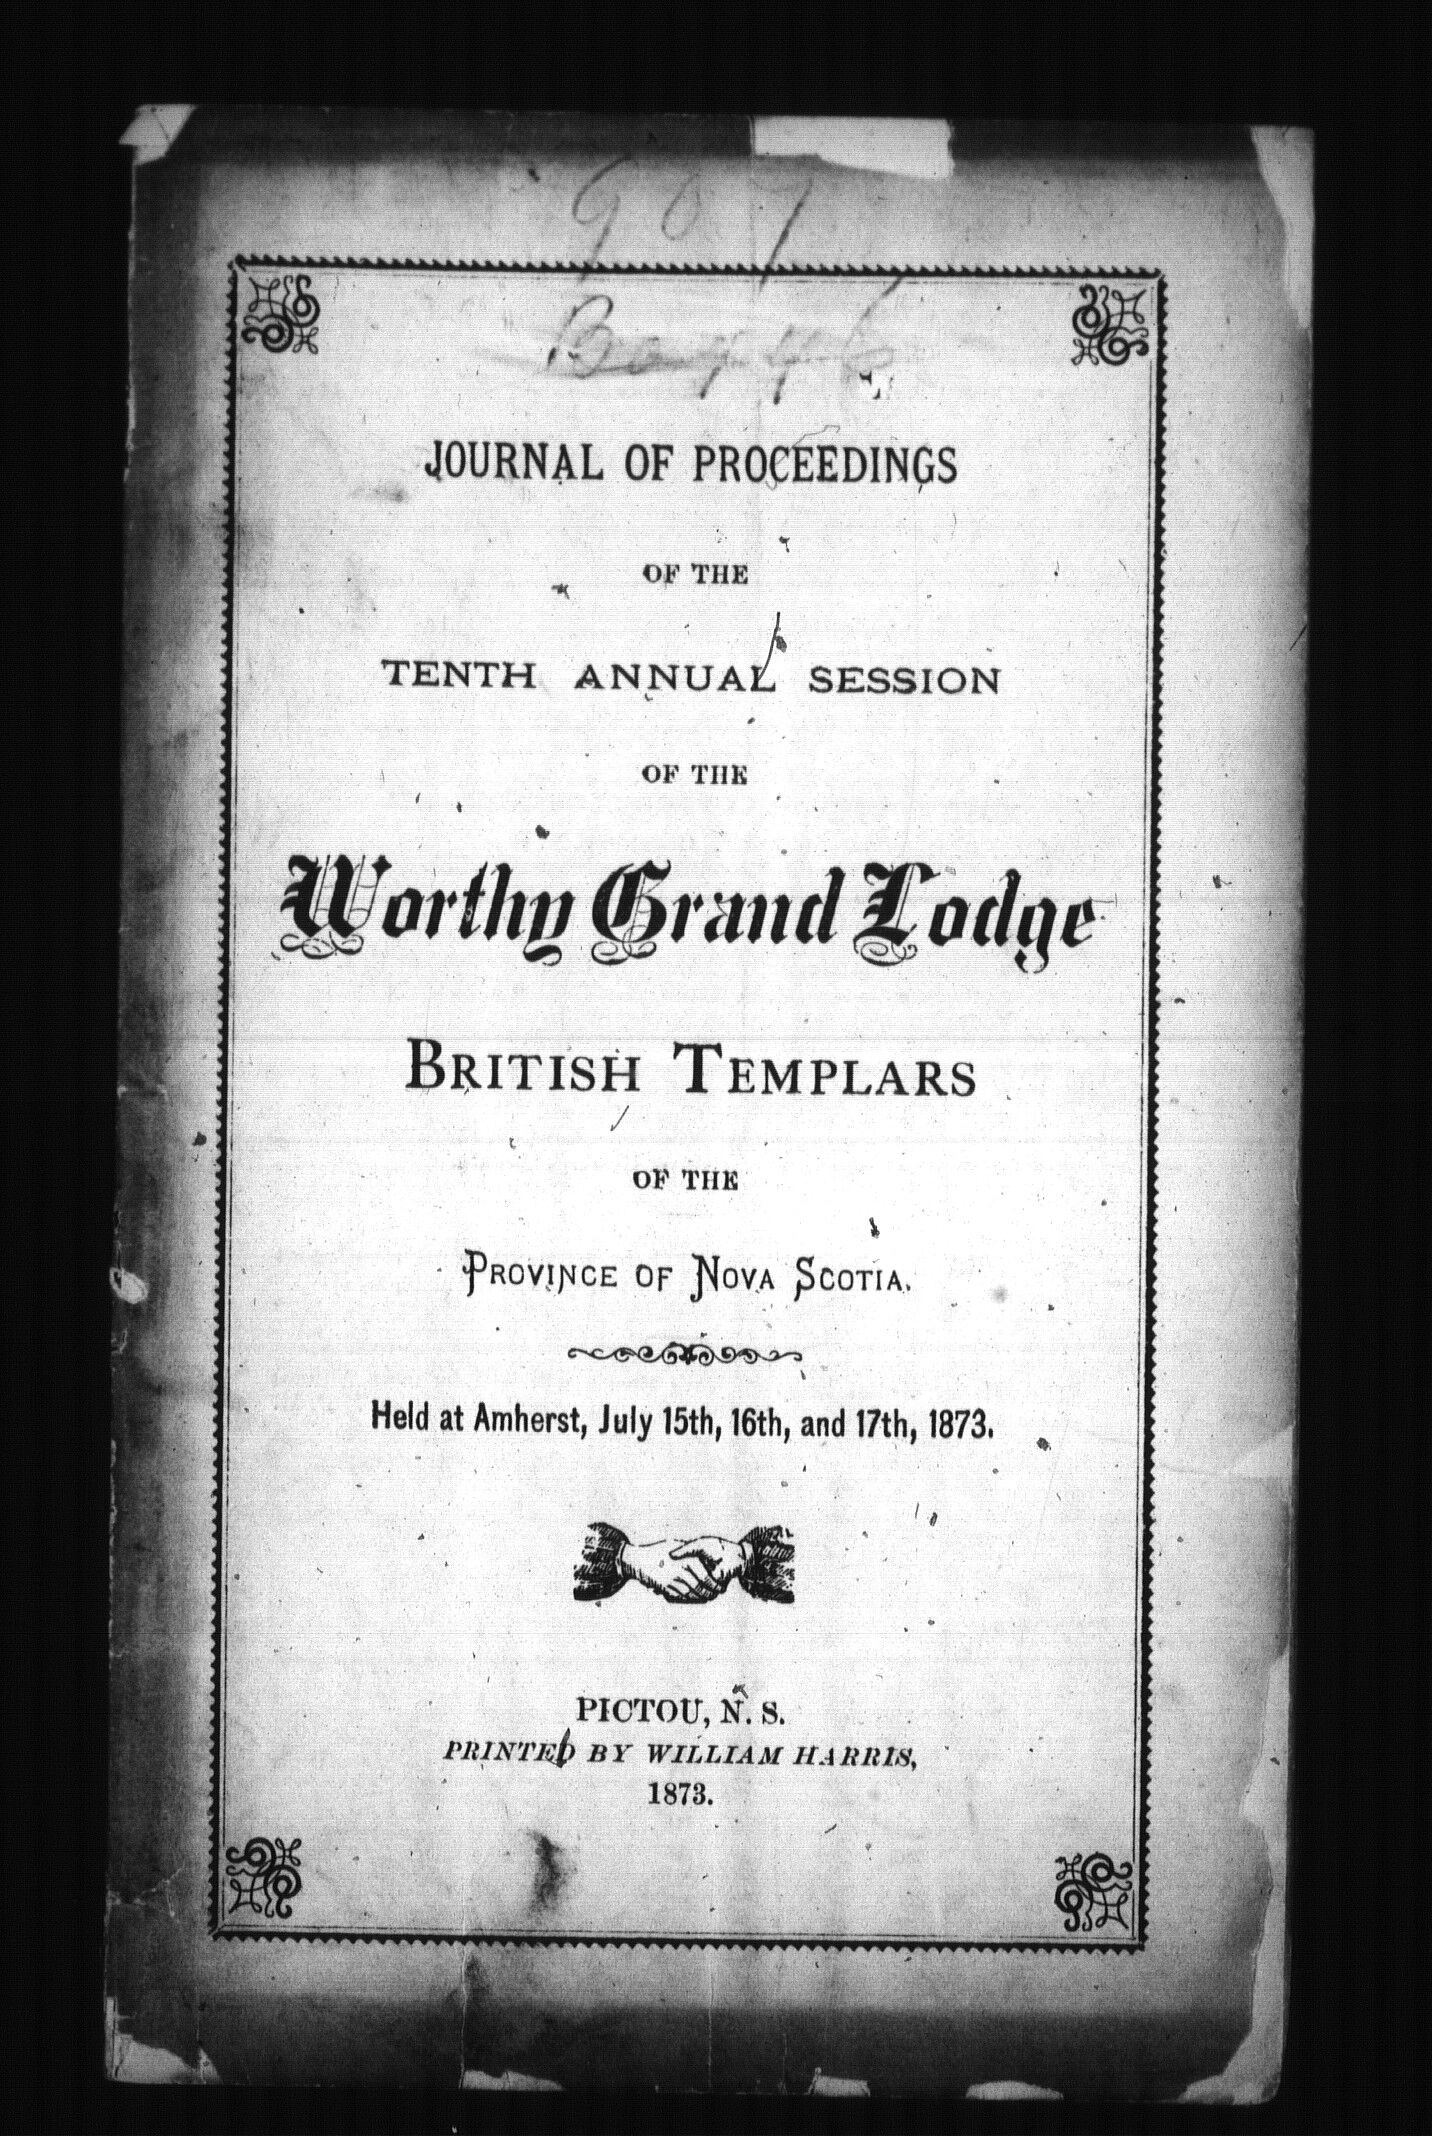 907
JOURNAL OF PROCEEDINGS
OF THE
TENTH ANNUAL SESSION
OF THE
Worthy Grand Lodge
BRITISH TEMPLARS
OF THE
PROVINCE OF NOVA SCOTIA.
Held at Amherst, July 15th, 16th, and 17th, 1873.
PICTOU, N. S.
PRINTED BY WILLIAM HARRIS,
1873.